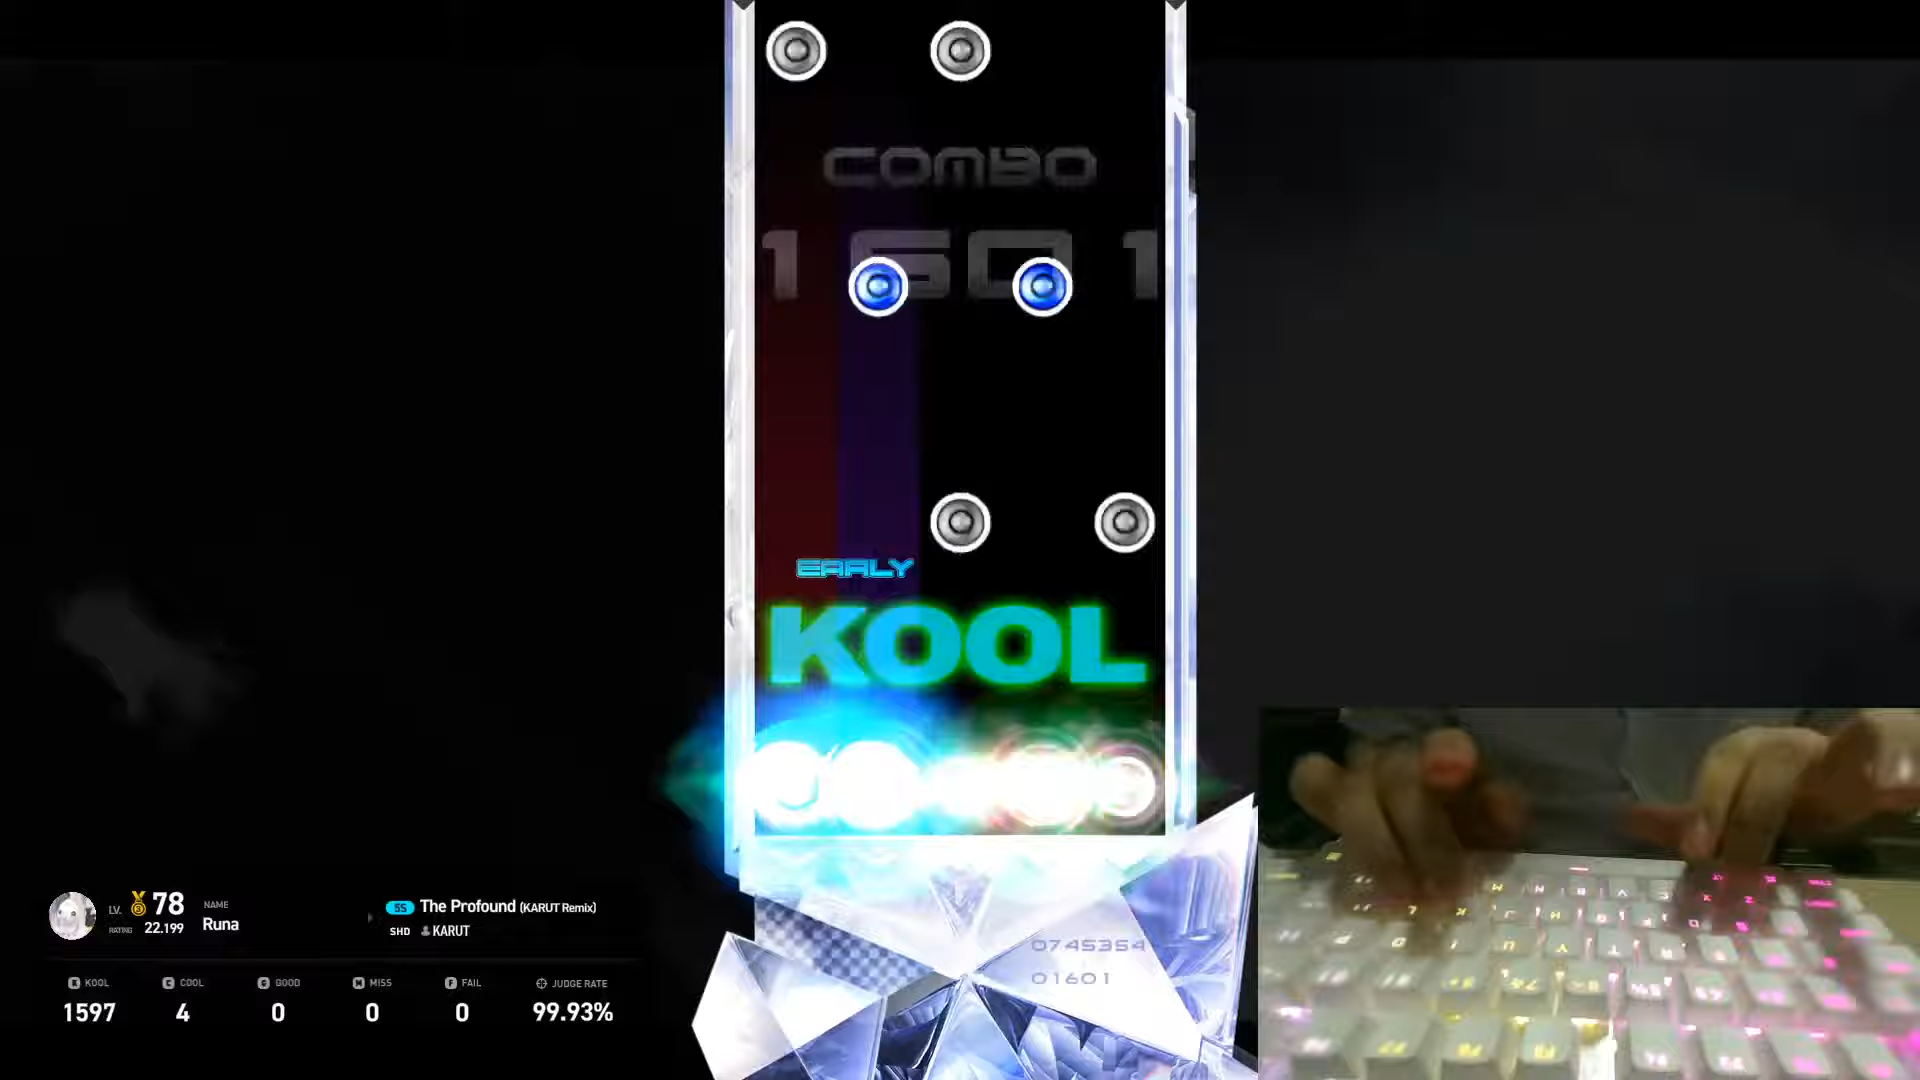 COMBO
1601
EARLY
KOOL
0745354
01601
LV. 3 78
RATING 22.199
NAME
Runa
5S The Profound (KARUT Remix)
SHD KARUT
K KOOL
1597
C COOL
4
G GOOD
0
M MISS
0
F FAIL
0
JUDGE RATE
99.93%